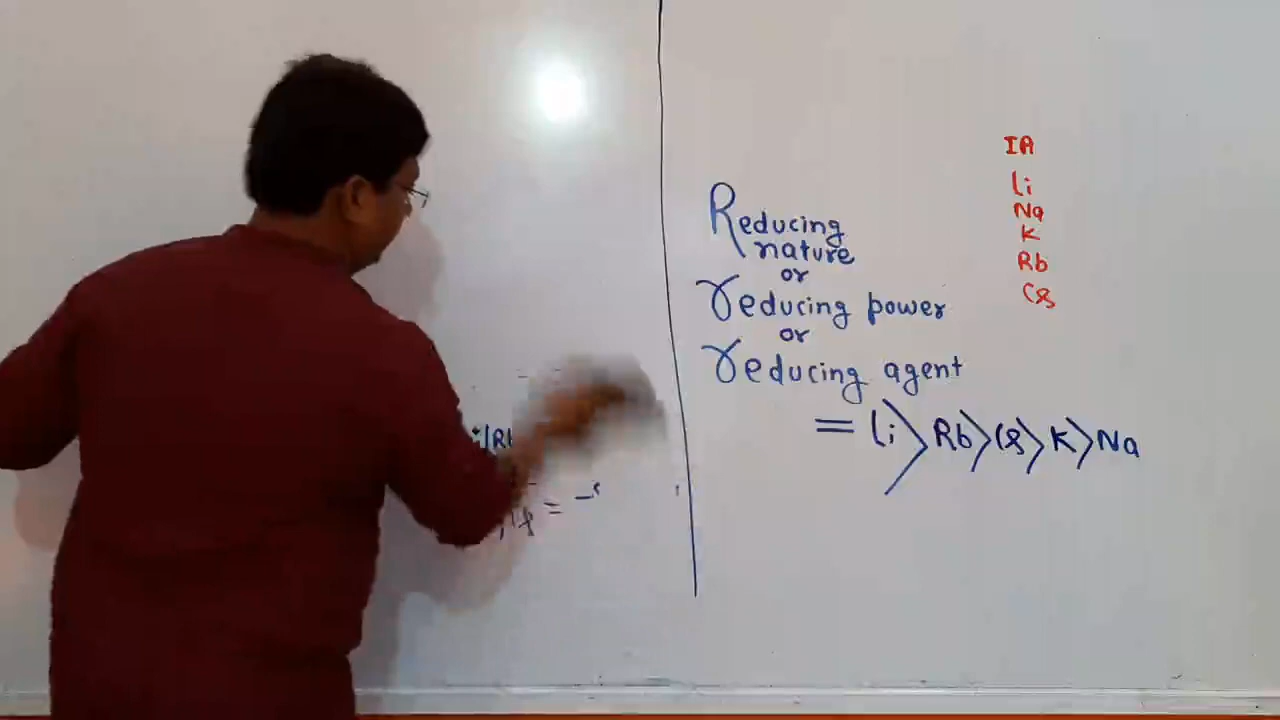 IA
Li
Na
K
Rb
Cs
Reducing
nature
or
reducing power
or
reducing agent
= Li > Rb > Cs > K > Na